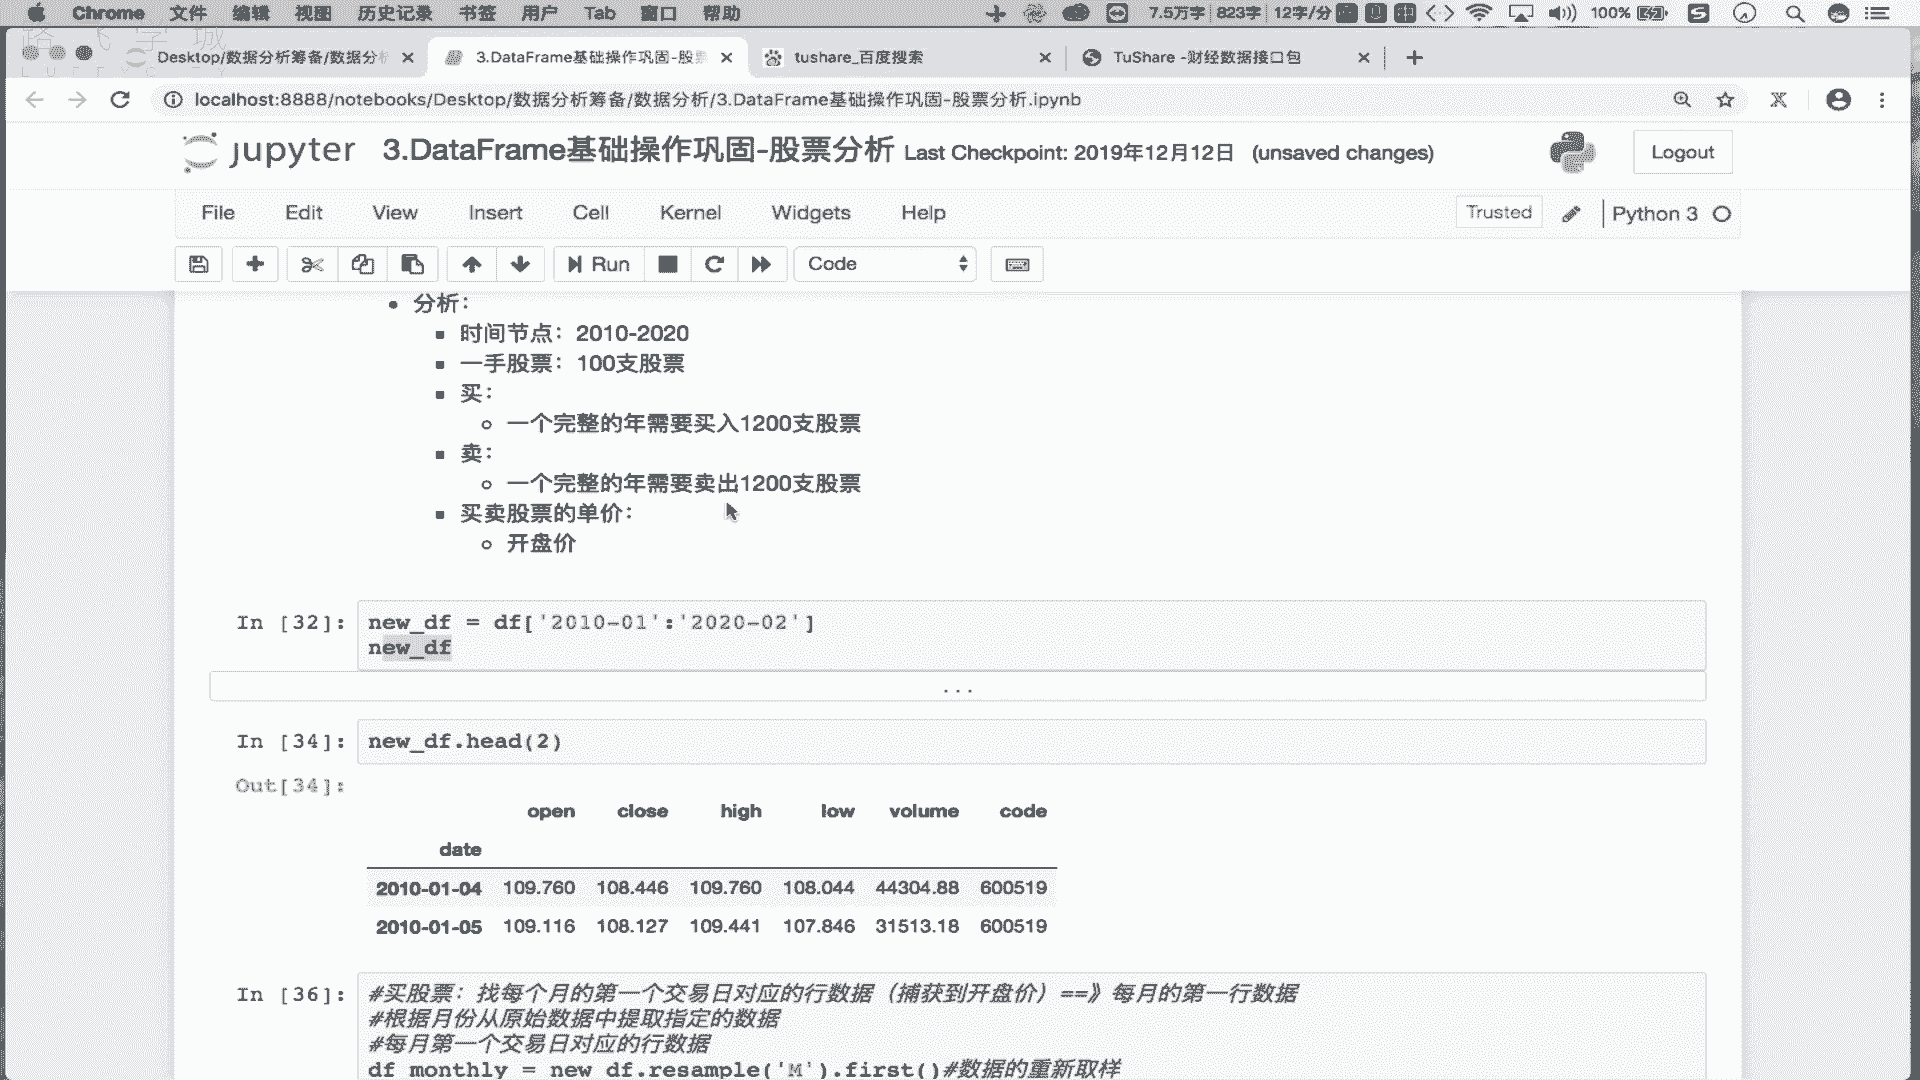 Chrome 文件 编辑 视图 历史记录 书签 用户 Tab 窗口 帮助 7.5万字 823字 12字/分 100%
路飞学城
Desktop/数据分析筹备/数据分析 3.DataFrame基础操作巩固-股票 tushare_百度搜索 TuShare -财经数据接口包
localhost:8888/notebooks/Desktop/数据分析筹备/数据分析/3.DataFrame基础操作巩固-股票分析.ipynb
jupyter 3.DataFrame基础操作巩固-股票分析 Last Checkpoint: 2019年12月12日 (unsaved changes) Logout
File Edit View Insert Cell Kernel Widgets Help Trusted Python 3
Run Code
分析：
时间节点：2010-2020
一手股票：100支股票
买：
一个完整的年需要买入1200支股票
卖：
一个完整的年需要卖出1200支股票
买卖股票的单价：
开盘价
In [32]: new_df = df['2010-01':'2020-02']
new_df
...
In [34]: new_df.head(2)
Out[34]:
open close high low volume code
date
2010-01-04 109.760 108.446 109.760 108.044 44304.88 600519
2010-01-05 109.116 108.127 109.441 107.846 31513.18 600519
In [36]: #买股票：找每个月的第一个交易日对应的行数据（捕获到开盘价）==》每月的第一行数据
#根据月份从原始数据中提取指定的数据
#每月第一个交易日对应的行数据
df_monthly = new_df.resample('M').first()#数据的重新取样